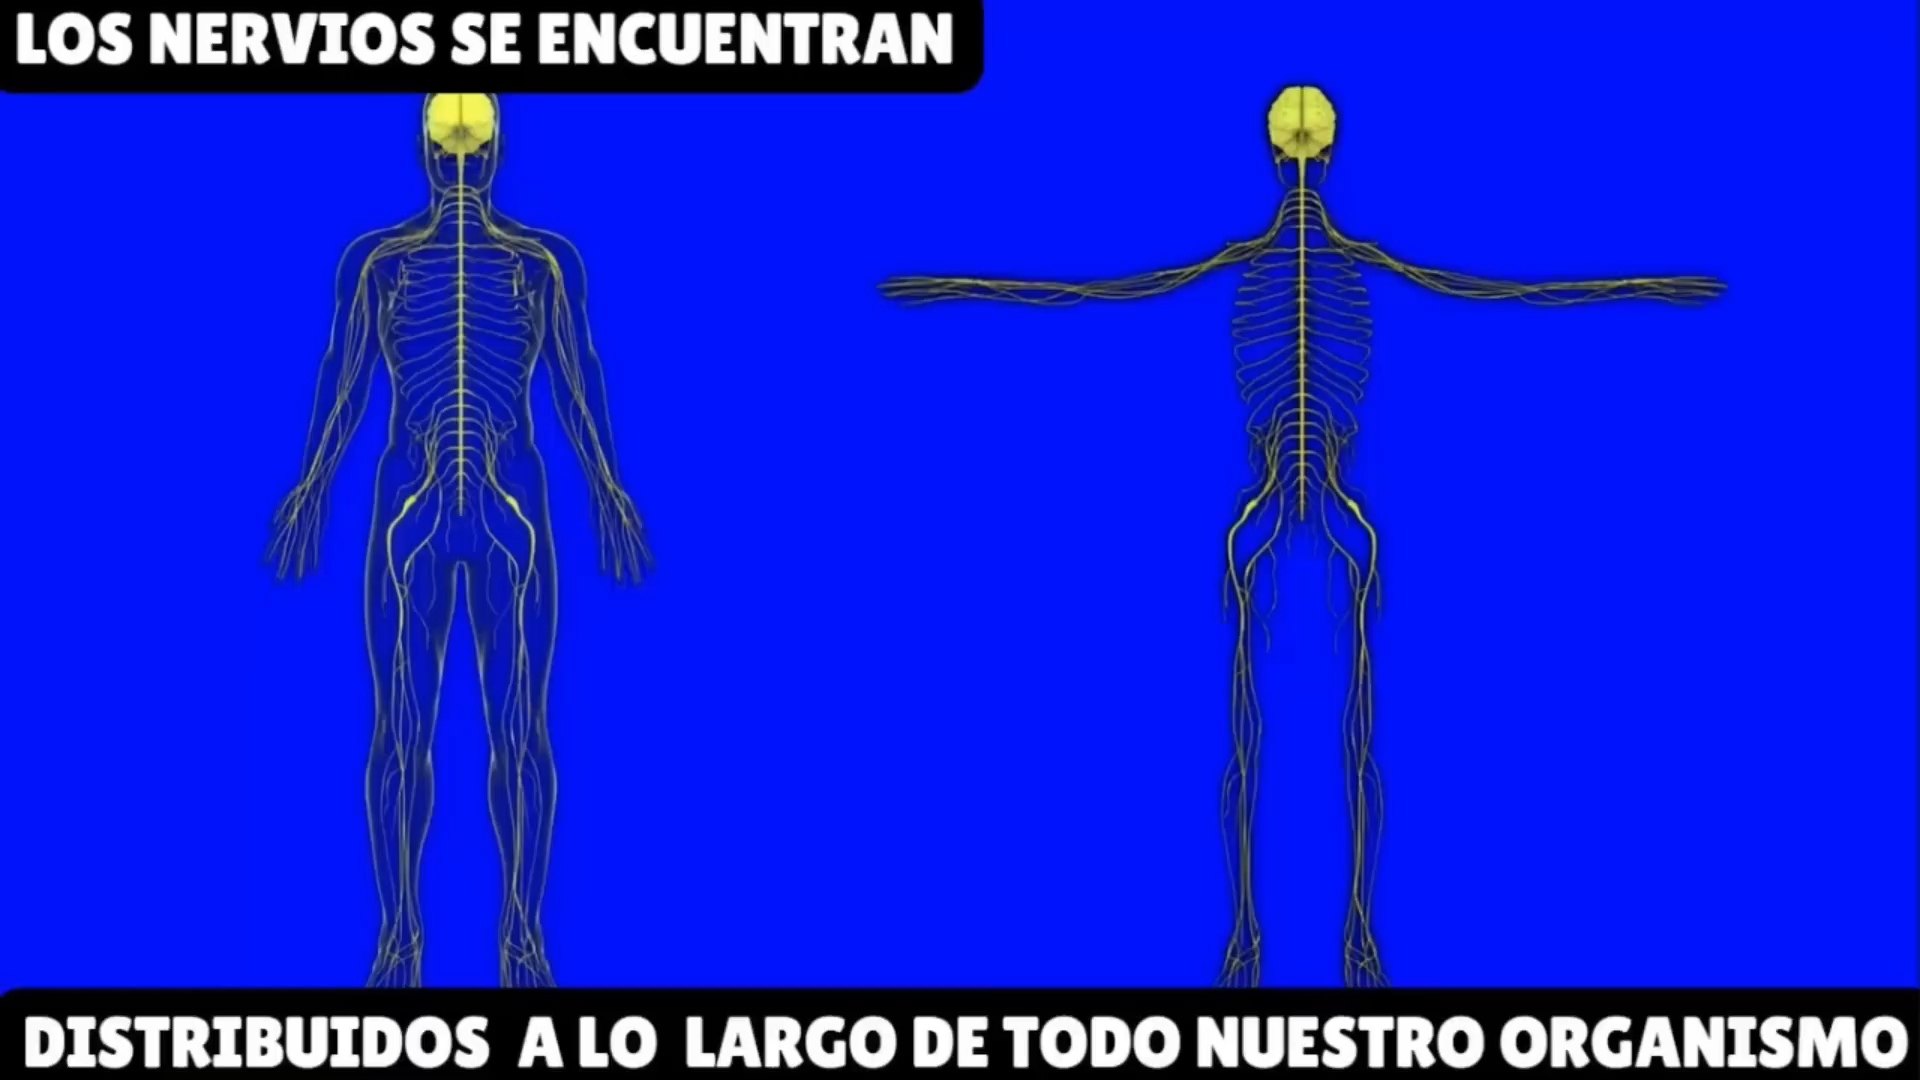 LOS NERVIOS SE ENCUENTRAN
DISTRIBUIDOS A LO LARGO DE TODO NUESTRO ORGANISMO